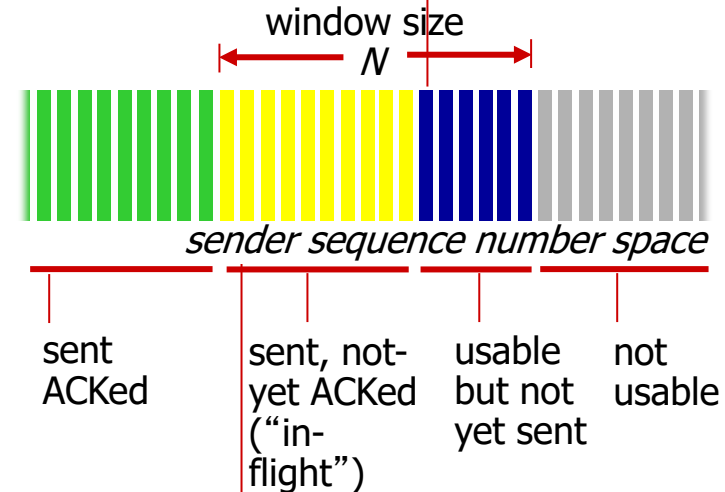 window size
N
sender sequence number space
sent
ACKed
sent, not-
yet ACKed
(“in-
flight”)
usable
but not
yet sent
not
usable